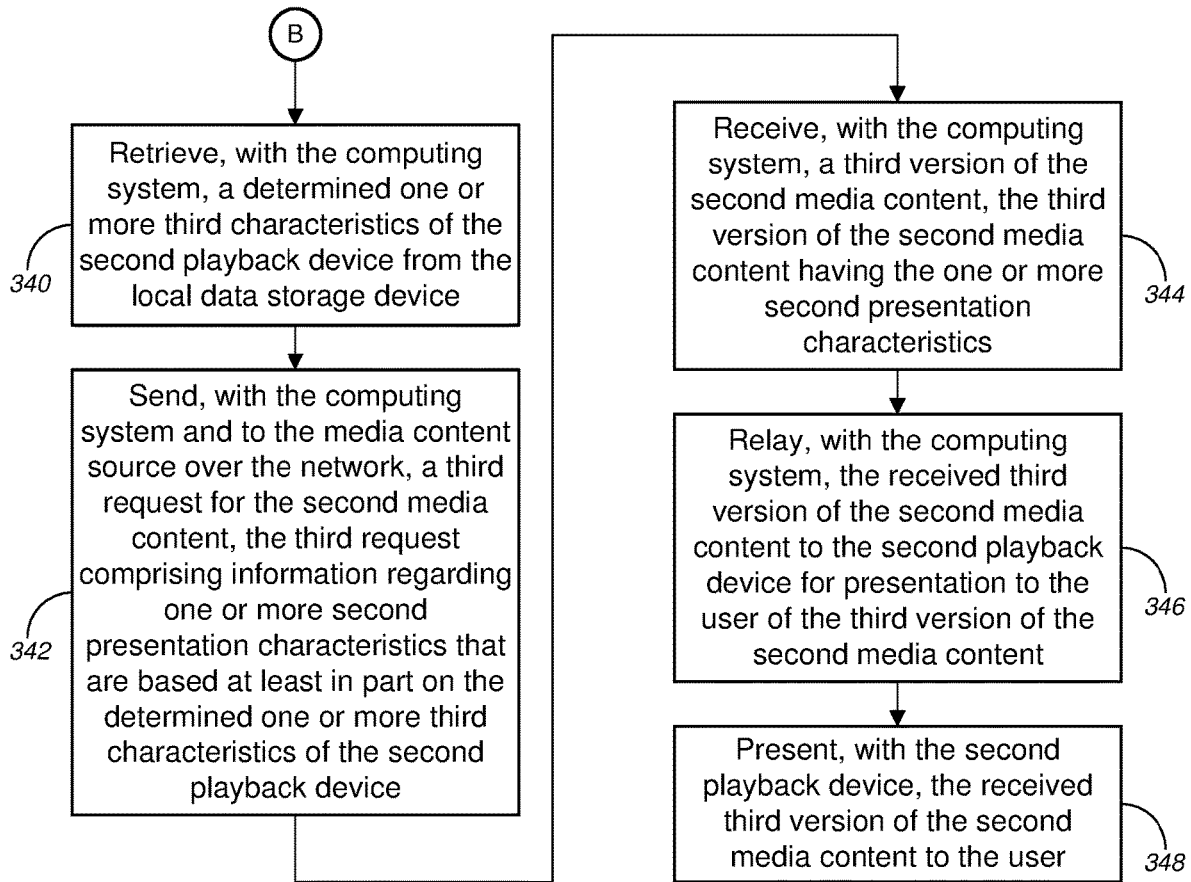 B
Retrieve, with the computing
system, a determined one or
more third characteristics of the
second playback device from the
local data storage device
340
Send, with the computing
system and to the media content
source over the network, a third
request for the second media
content, the third request
comprising information regarding
one or more second
presentation characteristics that
are based at least in part on the
determined one or more third
characteristics of the second
playback device
342
Receive, with the computing
system, a third version of the
second media content, the third
version of the second media
content having the one or more
second presentation
characteristics
344
Relay, with the computing
system, the received third
version of the second media
content to the second playback
device for presentation to the
user of the third version of the
second media content
346
Present, with the second
playback device, the received
third version of the second
media content to the user
348